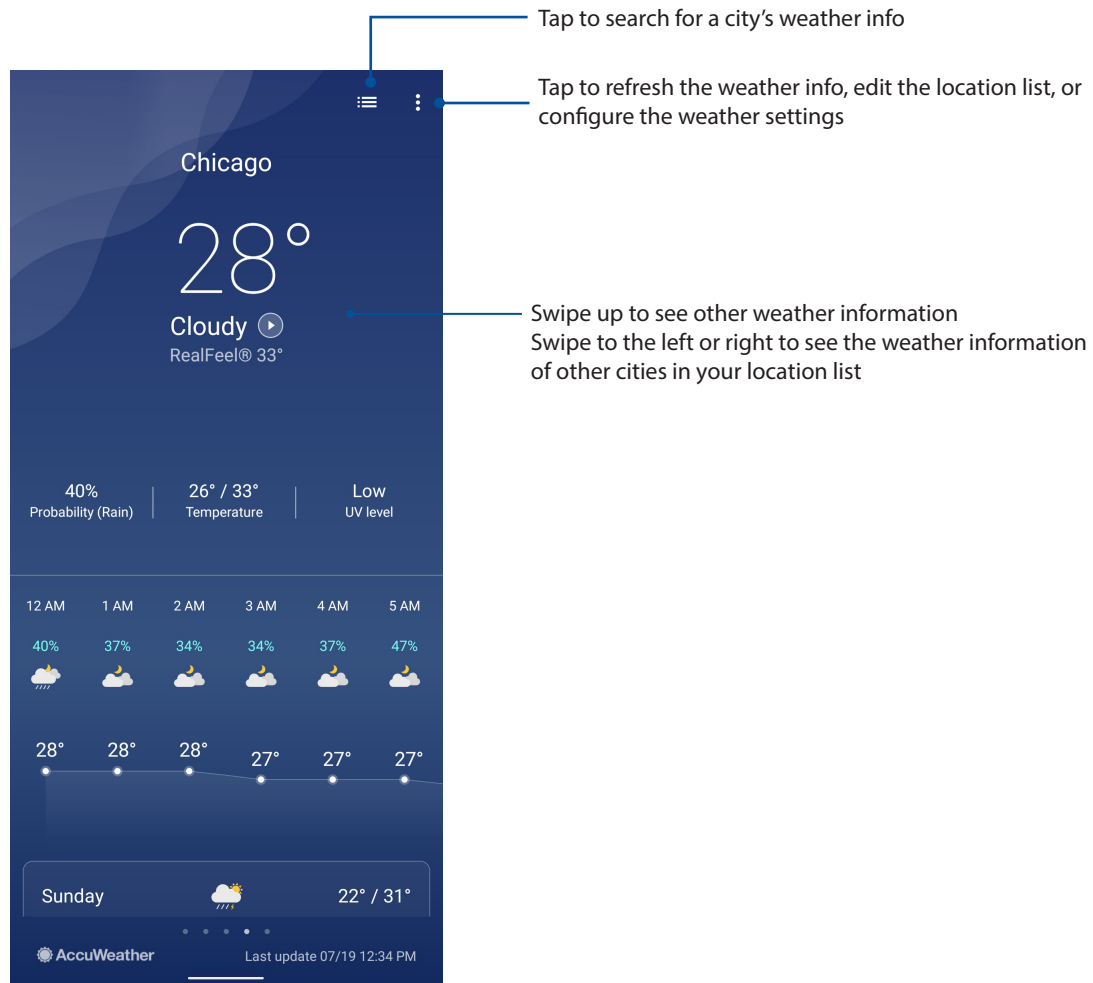 Tap to search for a city’s weather info
Tap to refresh the weather info, edit the location list, or
configure the weather settings
Chicago
28°
Cloudy
RealFeel® 33°
Swipe up to see other weather information
Swipe to the left or right to see the weather information
of other cities in your location list
40% 26° / 33° Low
Probability (Rain) Temperature UV level
12 AM 1 AM 2 AM 3 AM 4 AM 5 AM
40% 37% 34% 34% 37% 47%
28° 28° 28° 27° 27° 27°
Sunday 22° / 31°
AccuWeather Last update 07/19 12:34 PM